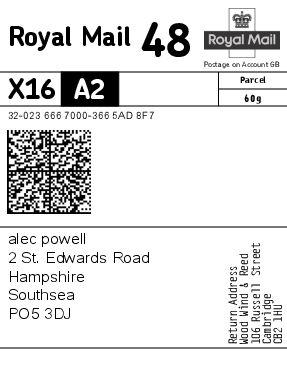 Royal Mail 48
Royal Mail
Postage on Account GB
X16 A2
Parcel
60g
32-023 666 7000-366 5AD 8F7
alec powell
2 St. Edwards Road
Hampshire
Southsea
PO5 3DJ
Return Address
Wood Wind & Reed
106 Russell Street
Cambridge
CB2 1HU